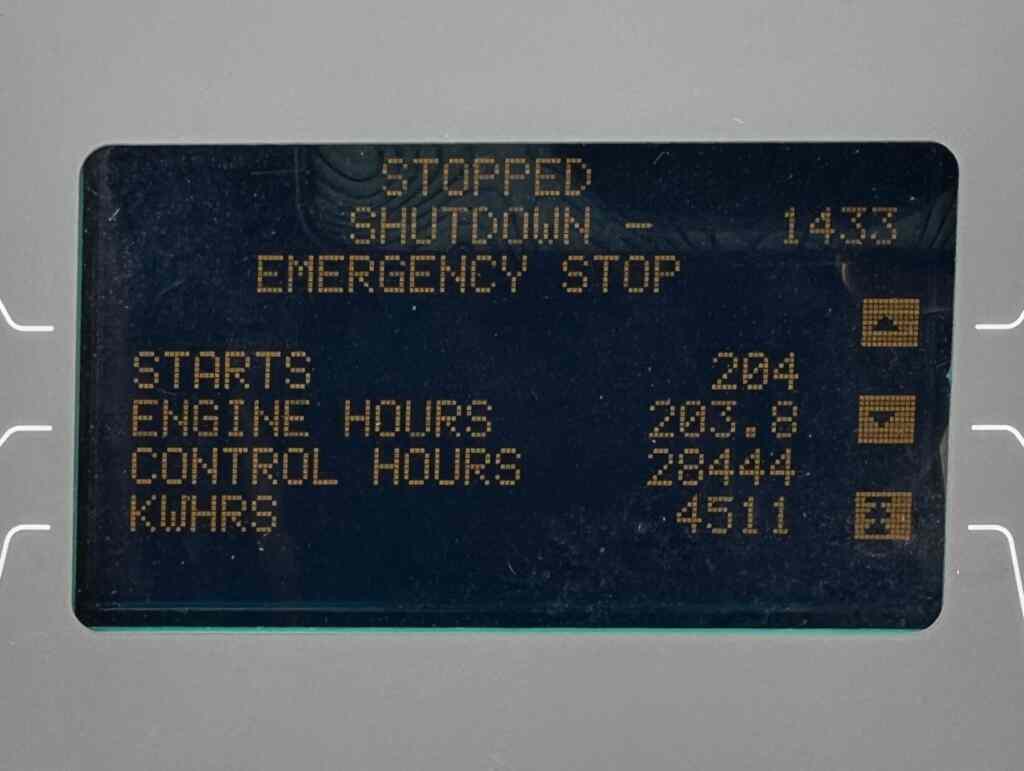 STOPPED
SHUTDOWN - 1433
EMERGENCY STOP
STARTS 204
ENGINE HOURS 203.8
CONTROL HOURS 28444
KWHRS 4511